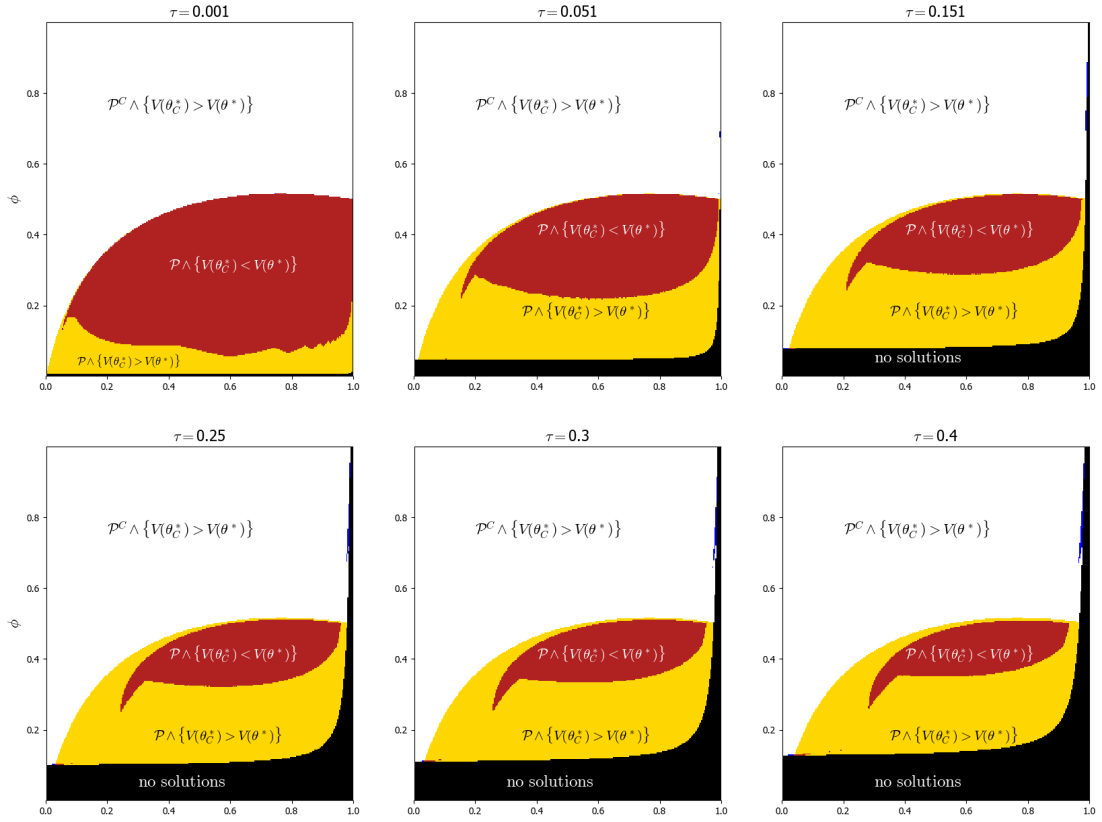 τ = 0.001
τ = 0.051
τ = 0.151
𝒫^C ∧ {V(θ_C^*) > V(θ^*)}
𝒫^C ∧ {V(θ_C^*) > V(θ^*)}
𝒫^C ∧ {V(θ_C^*) > V(θ^*)}
𝒫 ∧ {V(θ_C^*) < V(θ^*)}
𝒫 ∧ {V(θ_C^*) < V(θ^*)}
𝒫 ∧ {V(θ_C^*) < V(θ^*)}
𝒫 ∧ {V(θ_C^*) > V(θ^*)}
𝒫 ∧ {V(θ_C^*) > V(θ^*)}
𝒫 ∧ {V(θ_C^*) > V(θ^*)}
no solutions
ϕ
0.8
0.6
0.4
0.2
0.0 0.2 0.4 0.6 0.8 1.0
0.8
0.6
0.4
0.2
0.0 0.2 0.4 0.6 0.8 1.0
0.8
0.6
0.4
0.2
0.0 0.2 0.4 0.6 0.8 1.0
τ = 0.25
τ = 0.3
τ = 0.4
𝒫^C ∧ {V(θ_C^*) > V(θ^*)}
𝒫^C ∧ {V(θ_C^*) > V(θ^*)}
𝒫^C ∧ {V(θ_C^*) > V(θ^*)}
𝒫 ∧ {V(θ_C^*) < V(θ^*)}
𝒫 ∧ {V(θ_C^*) < V(θ^*)}
𝒫 ∧ {V(θ_C^*) < V(θ^*)}
𝒫 ∧ {V(θ_C^*) > V(θ^*)}
𝒫 ∧ {V(θ_C^*) > V(θ^*)}
𝒫 ∧ {V(θ_C^*) > V(θ^*)}
no solutions
no solutions
no solutions
ϕ
0.8
0.6
0.4
0.2
0.0 0.2 0.4 0.6 0.8 1.0
0.8
0.6
0.4
0.2
0.0 0.2 0.4 0.6 0.8 1.0
0.8
0.6
0.4
0.2
0.0 0.2 0.4 0.6 0.8 1.0